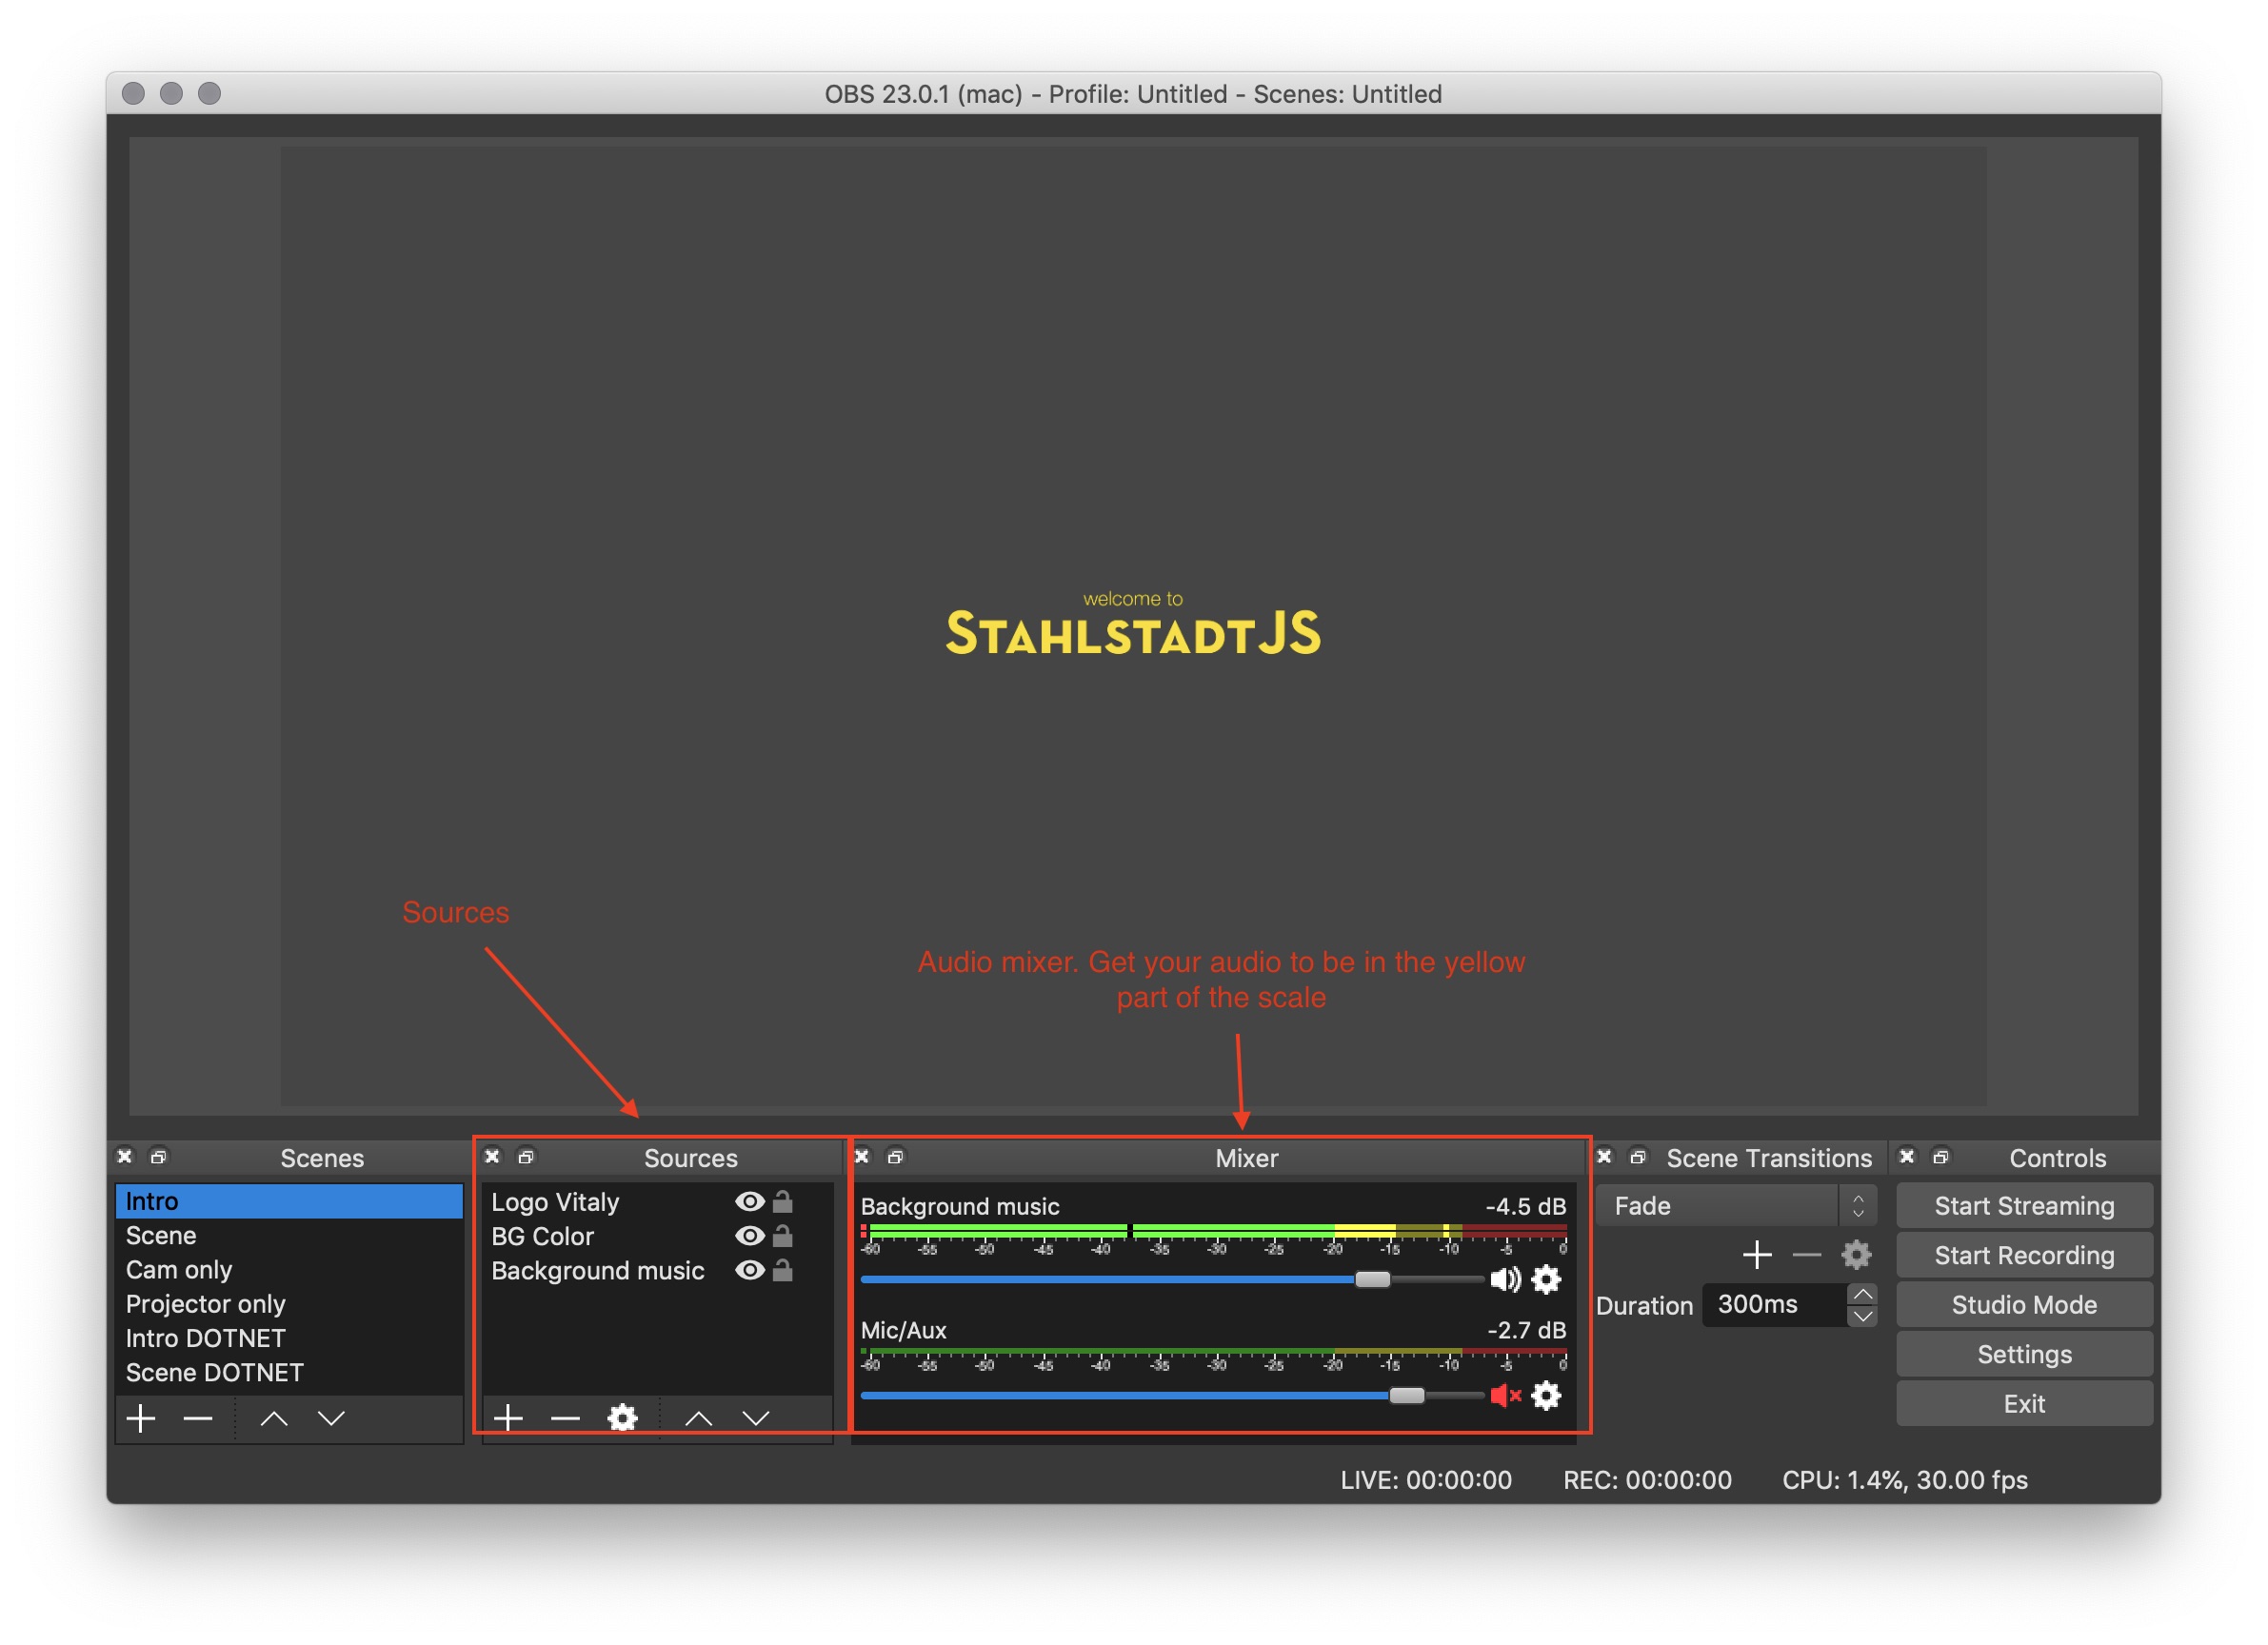 OBS 23.0.1 (mac) - Profile: Untitled - Scenes: Untitled
welcome to
STAHLSTADTJS
Sources
Audio mixer. Get your audio to be in the yellow
part of the scale
Scenes
Intro
Scene
Cam only
Projector only
Intro DOTNET
Scene DOTNET
Sources
Logo Vitaly
BG Color
Background music
Mixer
Background music -4.5 dB
-60 -55 -50 -45 -40 -35 -30 -25 -20 -15 -10 -5 0
Mic/Aux -2.7 dB
-60 -55 -50 -45 -40 -35 -30 -25 -20 -15 -10 -5 0
Scene Transitions
Fade
Duration 300ms
Controls
Start Streaming
Start Recording
Studio Mode
Settings
Exit
LIVE: 00:00:00 REC: 00:00:00 CPU: 1.4%, 30.00 fps